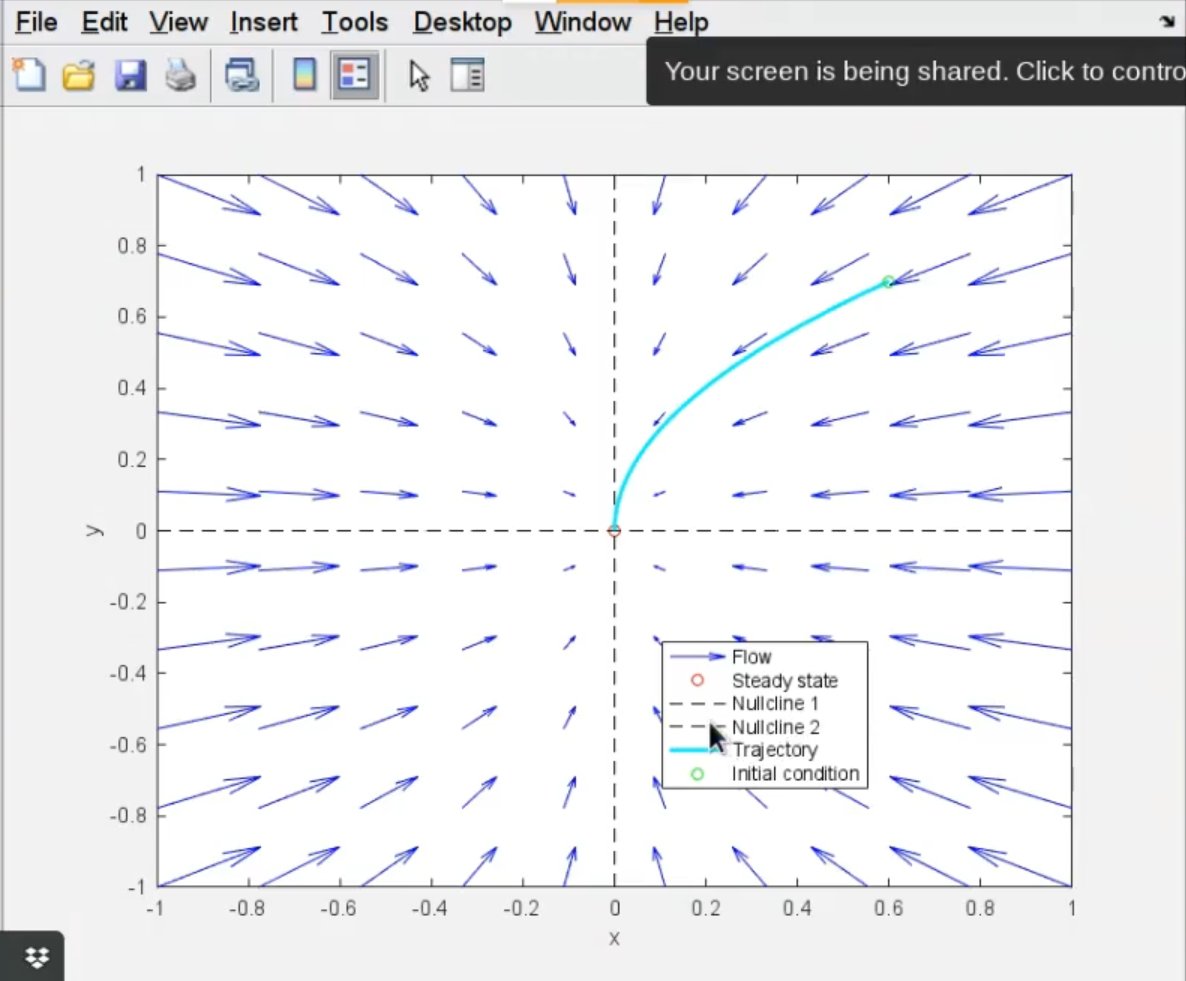 File Edit View Insert Tools Desktop Window Help
Your screen is being shared. Click to contro
1
0.8
0.6
0.4
0.2
0
-0.2
-0.4
-0.6
-0.8
-1
y
Flow
Steady state
Nullcline 1
Nullcline 2
Trajectory
Initial condition
-1 -0.8 -0.6 -0.4 -0.2 0 0.2 0.4 0.6 0.8 1
x